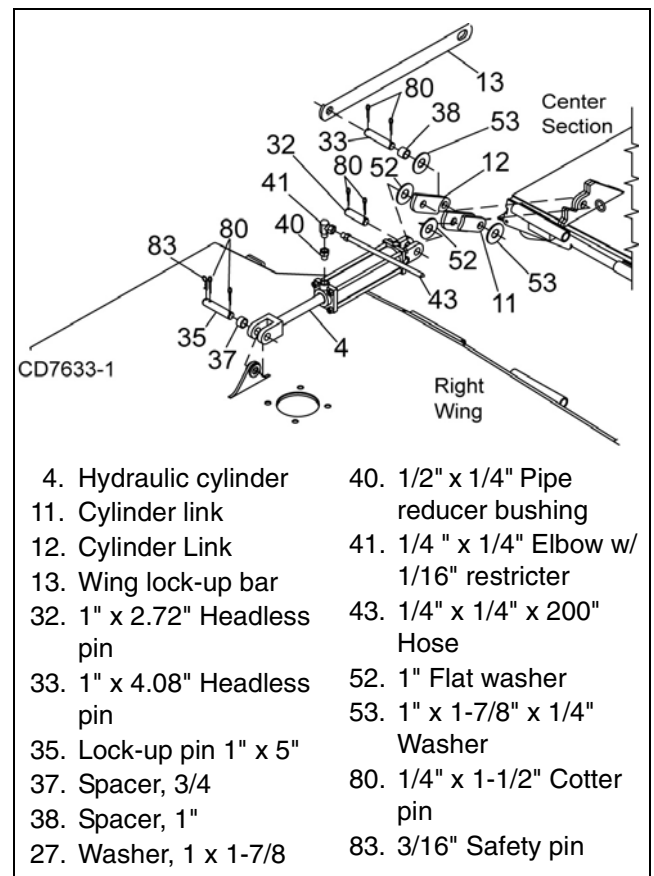 13
80
38
53
Center
Section
33
12
32
80
52
41
40
83
80
52
53
11
43
35
37
4
CD7633-1
Right
Wing
4. Hydraulic cylinder
11. Cylinder link
12. Cylinder Link
13. Wing lock-up bar
32. 1" x 2.72" Headless
pin
33. 1" x 4.08" Headless
pin
35. Lock-up pin 1" x 5"
37. Spacer, 3/4
38. Spacer, 1"
27. Washer, 1 x 1-7/8
40. 1/2" x 1/4" Pipe
reducer bushing
41. 1/4 " x 1/4" Elbow w/
1/16" restricter
43. 1/4" x 1/4" x 200"
Hose
52. 1" Flat washer
53. 1" x 1-7/8" x 1/4"
Washer
80. 1/4" x 1-1/2" Cotter
pin
83. 3/16" Safety pin